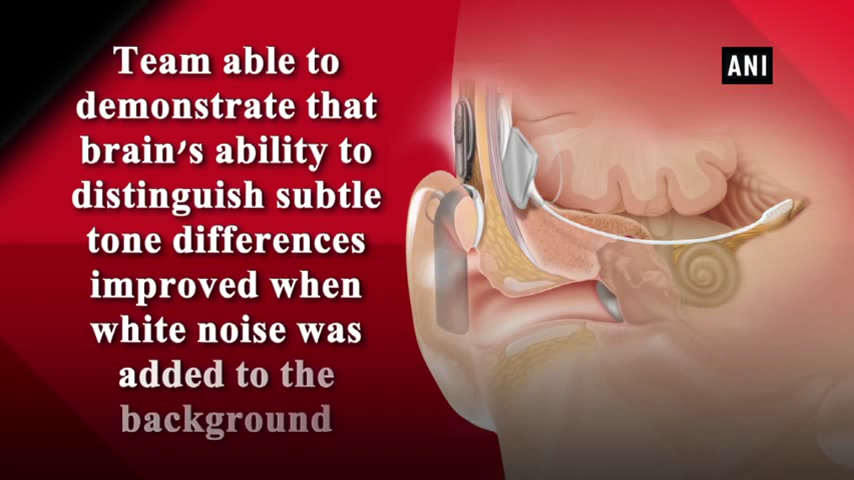 Team able to
demonstrate that
brain's ability to
distinguish subtle
tone differences
improved when
white noise was
added to the
background
ANI